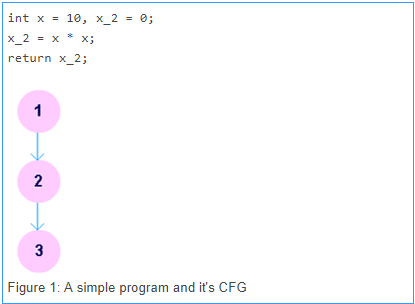 int x = 10, x_2 = 0;
x_2 = x * x;
return x_2;
1
2
3
Figure 1: A simple program and it's CFG